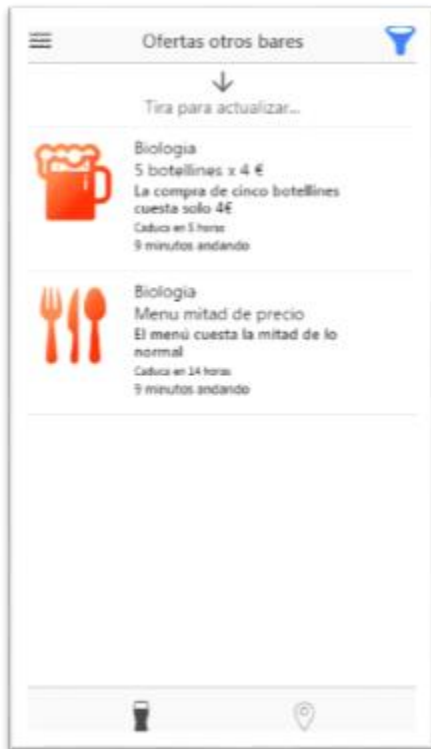 Ofertas otros bares
Tira para actualizar...
Biologia
5 botellines x 4 €
La compra de cinco botellines
cuesta solo 4€
Caduca en 5 horas
9 minutos andando
Biologia
Menu mitad de precio
El menú cuesta la mitad de lo
normal
Caduca en 14 horas
9 minutos andando